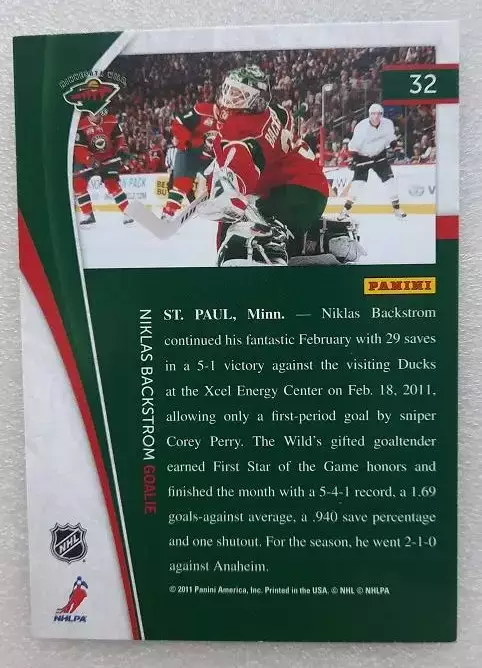 MINNESOTA WILD
32
BACK
PANINI
ST. PAUL, Minn. — Niklas Backstrom
continued his fantastic February with 29 saves
in a 5-1 victory against the visiting Ducks
at the Xcel Energy Center on Feb. 18, 2011,
allowing only a first-period goal by sniper
Corey Perry. The Wild's gifted goaltender
earned First Star of the Game honors and
finished the month with a 5-4-1 record, a 1.69
goals-against average, a .940 save percentage
and one shutout. For the season, he went 2-1-0
against Anaheim.
NIKLAS BACKSTROM GOALIE
NHL
NHLPA
© 2011 Panini America, Inc. Printed in the USA. © NHL © NHLPA